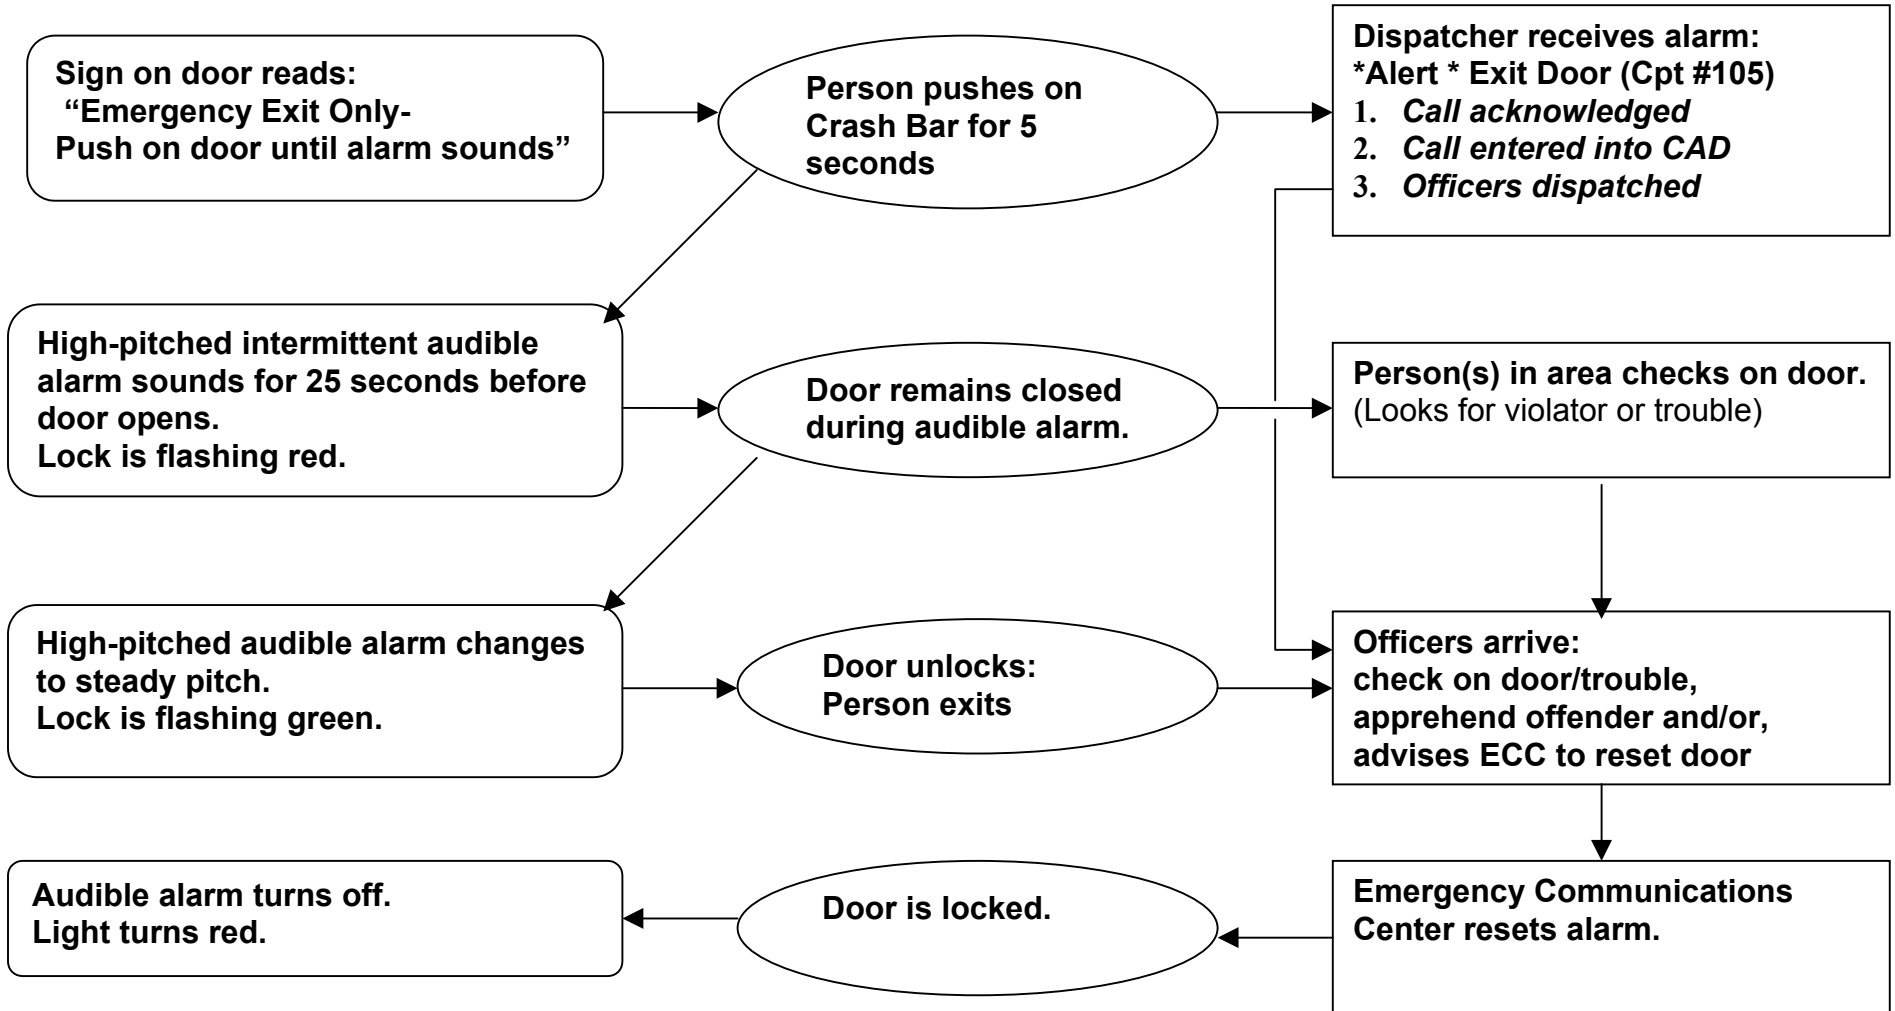 Sign on door reads:
“Emergency Exit Only-
Push on door until alarm sounds”
Person pushes on
Crash Bar for 5
seconds
Dispatcher receives alarm:
*Alert * Exit Door (Cpt #105)
1. Call acknowledged
2. Call entered into CAD
3. Officers dispatched
High-pitched intermittent audible
alarm sounds for 25 seconds before
door opens.
Lock is flashing red.
Door remains closed
during audible alarm.
Person(s) in area checks on door.
(Looks for violator or trouble)
High-pitched audible alarm changes
to steady pitch.
Lock is flashing green.
Door unlocks:
Person exits
Officers arrive:
check on door/trouble,
apprehend offender and/or,
advises ECC to reset door
Audible alarm turns off.
Light turns red.
Door is locked.
Emergency Communications
Center resets alarm.